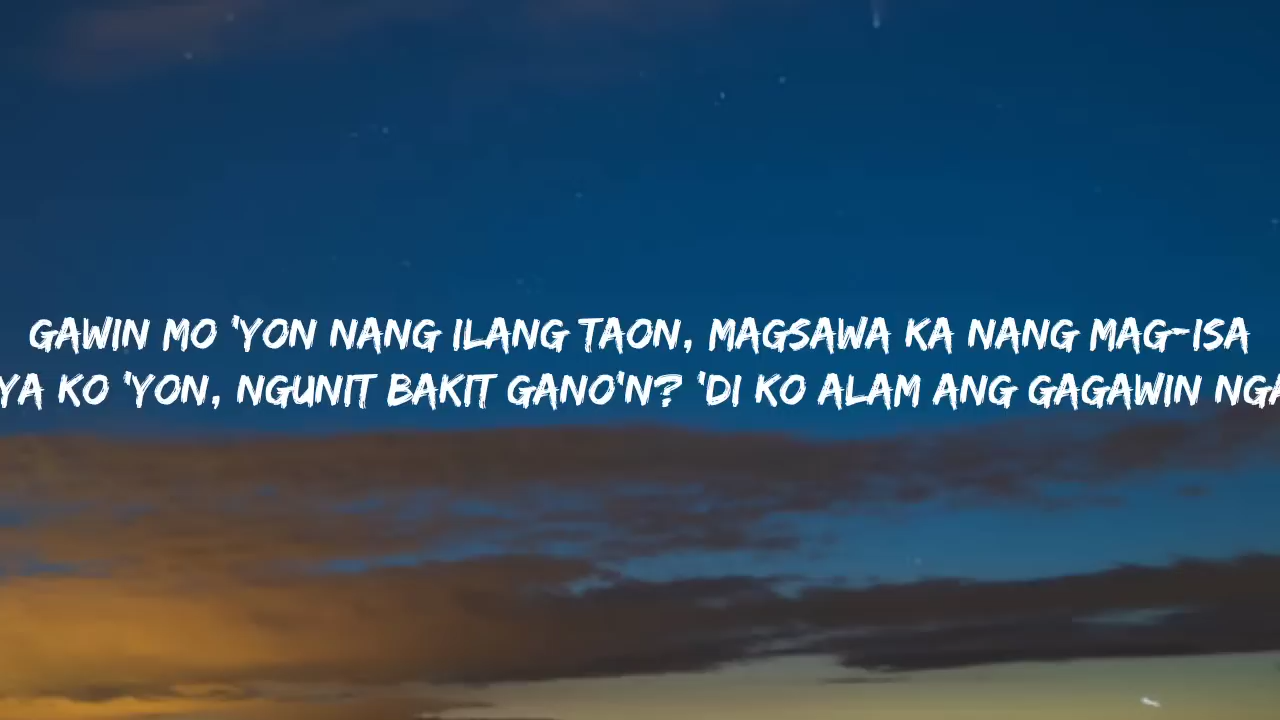 GAWIN MO 'YON NANG ILANG TAON, MAGSAWA KA NANG MAG-ISA
YA KO 'YON, NGUNIT BAKIT GANO'N? 'DI KO ALAM ANG GAGAWIN NGA